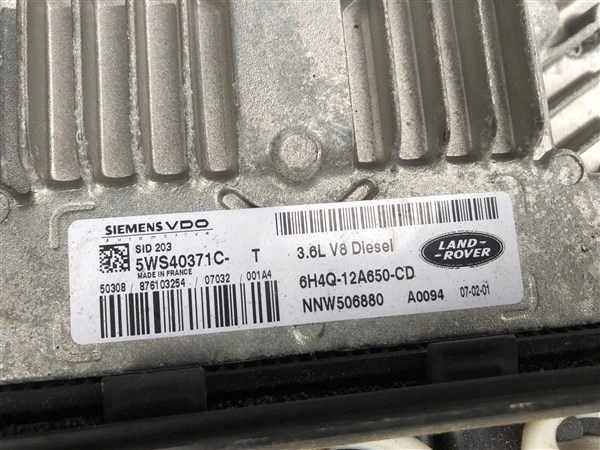 SIEMENS VDO
automotive
SID 203
5WS40371C- T
MADE IN FRANCE
50308 / 876103254 / 07032 001A4
3.6L V8 Diesel
LAND-ROVER
6H4Q-12A650-CD
NNW506880 A0094 07-02-01